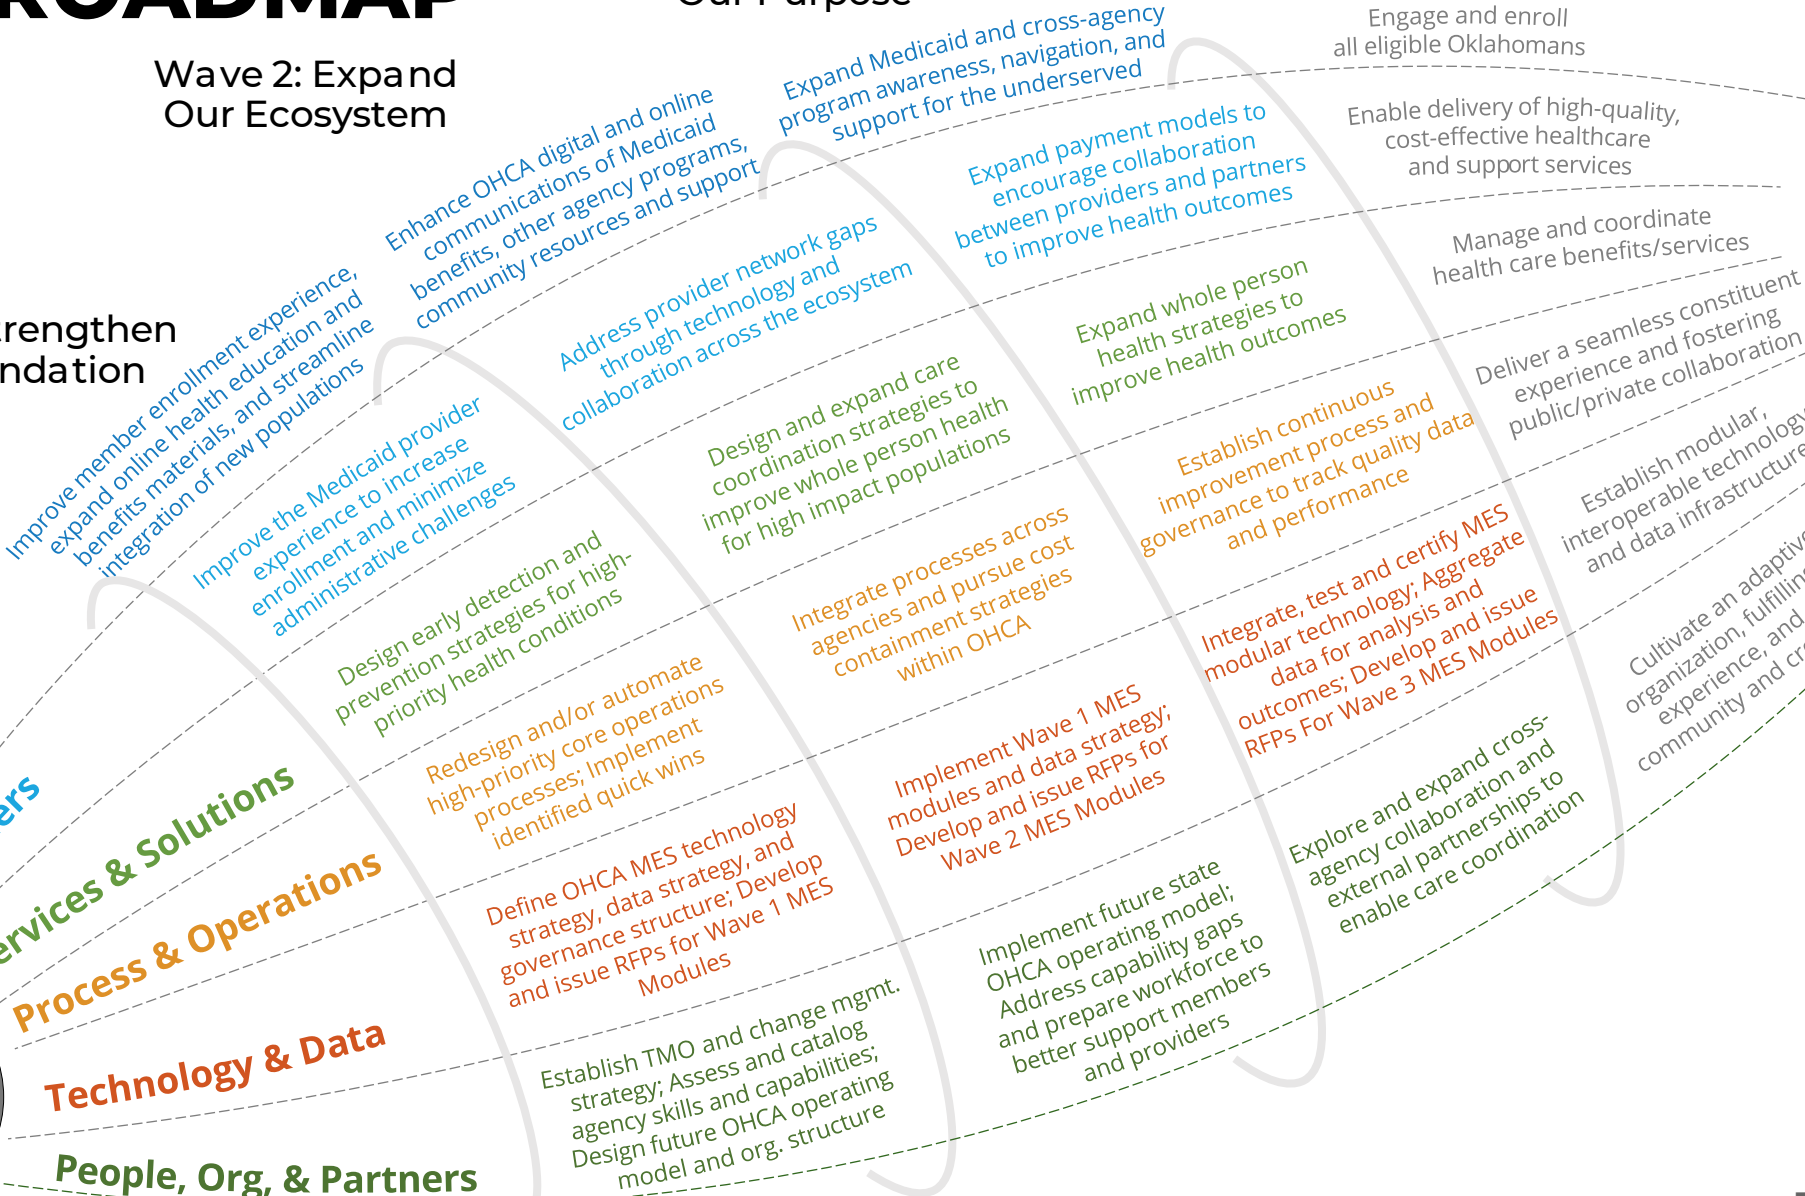 ROADMAP
Our Purpose
Wave 2: Expand
Our Ecosystem
trengthen
ndation
Improve member enrollment experience,
expand online health education and
benefits materials, and streamline
integration of new populations
Enhance OHCA digital and online
communications of Medicaid
benefits, other agency programs,
community resources and support
Expand Medicaid and cross-agency
program awareness, navigation, and
support for the underserved
Engage and enroll
all eligible Oklahomans
ers
Improve the Medicaid provider
experience to increase
enrollment and minimize
administrative challenges
Address provider network gaps
through technology and
collaboration across the ecosystem
Expand payment models to
encourage collaboration
between providers and partners
to improve health outcomes
Enable delivery of high-quality,
cost-effective healthcare
and support services
ervices & Solutions
Design early detection and
prevention strategies for high-
priority health conditions
Design and expand care
coordination strategies to
improve whole person health
for high impact populations
Expand whole person
health strategies to
improve health outcomes
Manage and coordinate
health care benefits/services
Process & Operations
Redesign and/or automate
high-priority core operations
processes; Implement
identified quick wins
Integrate processes across
agencies and pursue cost
containment strategies
within OHCA
Establish continuous
improvement process and
governance to track quality data
and performance
Deliver a seamless constituent
experience and fostering
public/private collaboration
Technology & Data
Define OHCA MES technology
strategy, data strategy, and
governance structure; Develop
and issue RFPs for Wave 1 MES
Modules
Implement Wave 1 MES
modules and data strategy;
Develop and issue RFPs for
Wave 2 MES Modules
Integrate, test and certify MES
modular technology; Aggregate
data for analysis and
outcomes; Develop and issue
RFPs For Wave 3 MES Modules
Establish modular,
interoperable technology
and data infrastructure
People, Org, & Partners
Establish TMO and change mgmt.
strategy; Assess and catalog
agency skills and capabilities;
Design future OHCA operating
model and org. structure
Implement future state
OHCA operating model;
Address capability gaps
and prepare workforce to
better support members
and providers
Explore and expand cross-
agency collaboration and
external partnerships to
enable care coordination
Cultivate an adaptive
organization, fulfilling
experience, and
community and cr